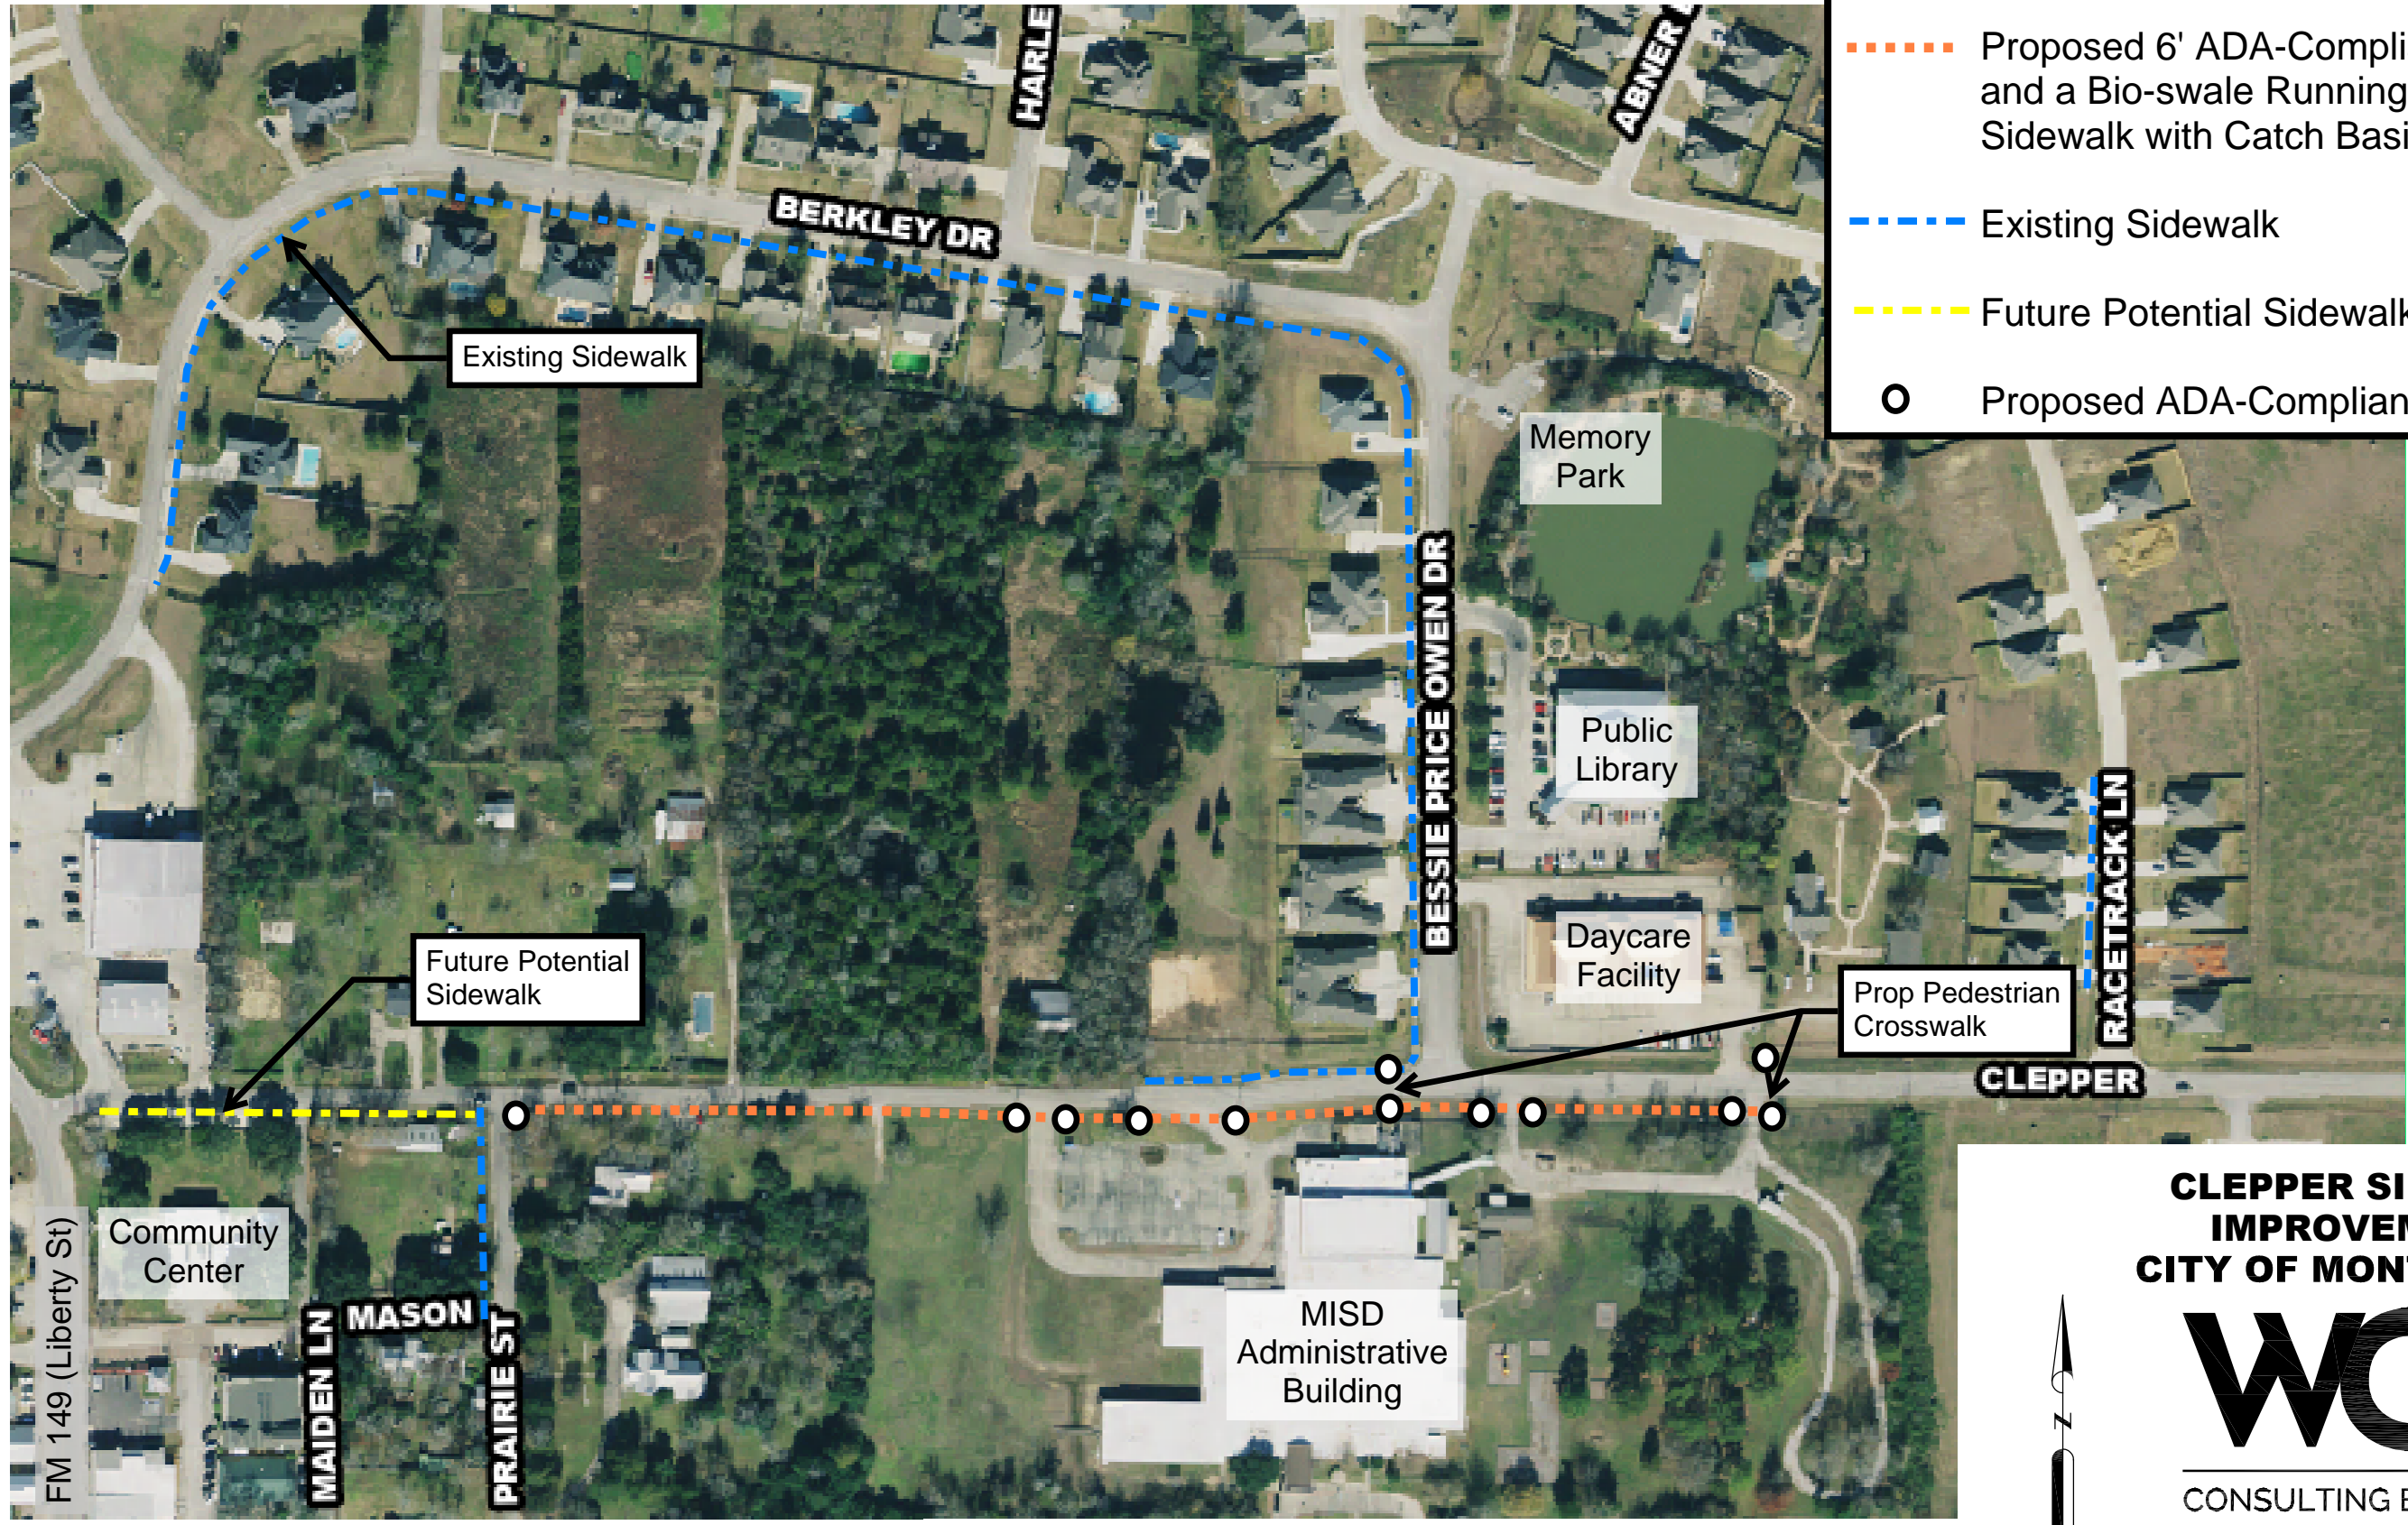 HARLE
ABNER
Proposed 6' ADA-Compli
and a Bio-swale Running
Sidewalk with Catch Basi
Existing Sidewalk
Future Potential Sidewalk
Proposed ADA-Complian
BERKLEY DR
Existing Sidewalk
Memory
Park
BESSIE PRICE OWEN DR
Public
Library
RACETRACK LN
Daycare
Facility
Future Potential
Sidewalk
Prop Pedestrian
Crosswalk
CLEPPER
Community
Center
FM 149 (Liberty St)
MAIDEN LN
MASON
PRAIRIE ST
MISD
Administrative
Building
CLEPPER SI
IMPROVEM
CITY OF MON
N
CONSULTING E